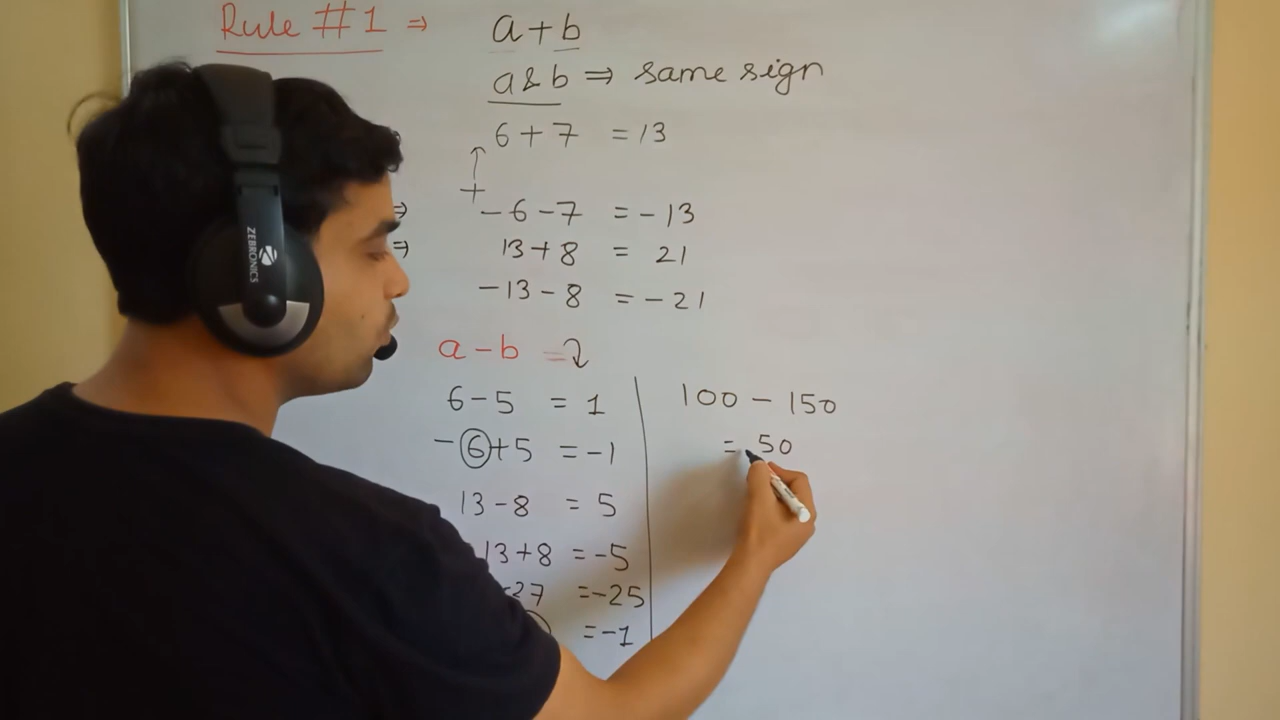 Rule #1 ⇒ a+b
a&b ⇒ same sign
6+7 =13
+
⇒ -6-7 =-13
⇒ 13+8 = 21
-13-8 =-21
a-b =
6-5 = 1
-6+5 =-1
13-8 = 5
13+8 =-5
27 =-25
=-1
100-150
= 50
ZEBRONICS